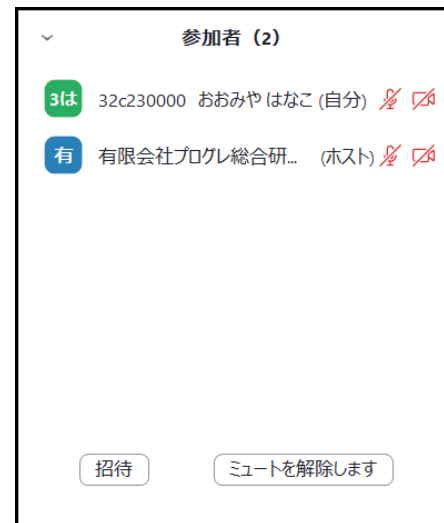 参加者（2）
3は 32c230000 おおみや はなこ (自分)
有 有限会社プログレ総合研... (ホスト)
招待 ミュートを解除します